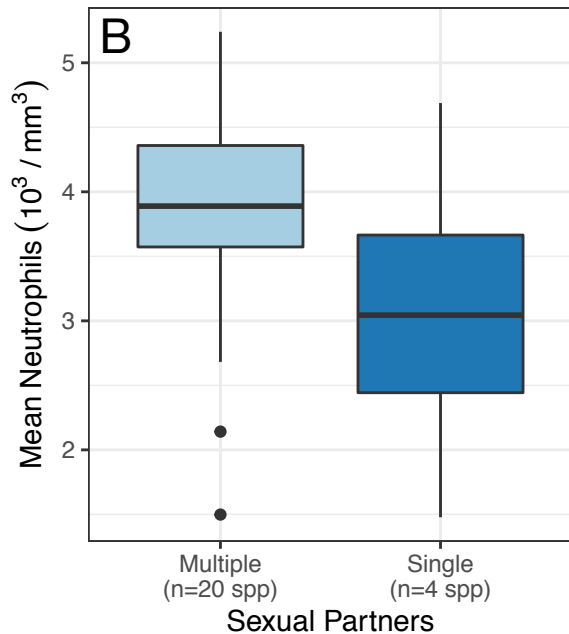 B
Mean Neutrophils (10³ / mm³)
5
4
3
2
Multiple
(n=20 spp)
Single
(n=4 spp)
Sexual Partners